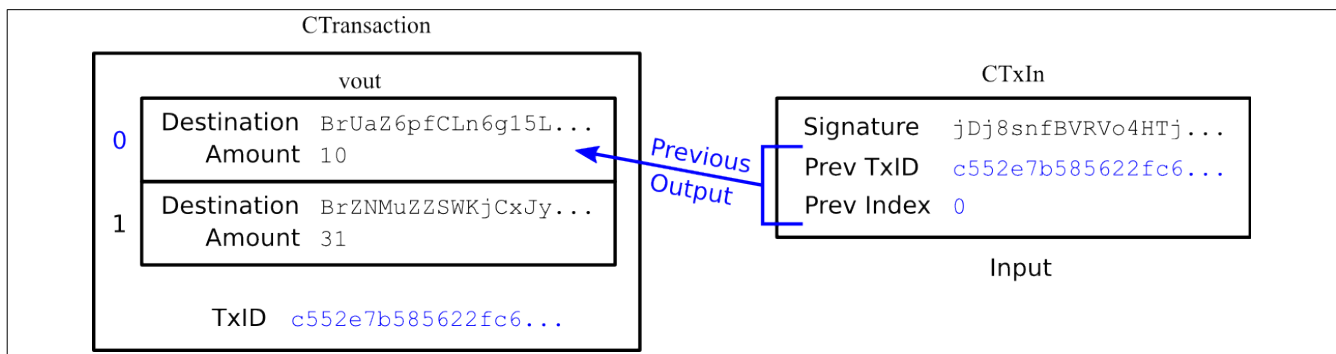 CTransaction
vout
0
Destination BrUaZ6pfCLn6g15L...
Amount 10
1
Destination BrZNMuZZSWKjCxJy...
Amount 31
TxID c552e7b585622fc6...
Previous
Output
CTxIn
Signature jDj8snfBVRVo4HTj...
Prev TxID c552e7b585622fc6...
Prev Index 0
Input